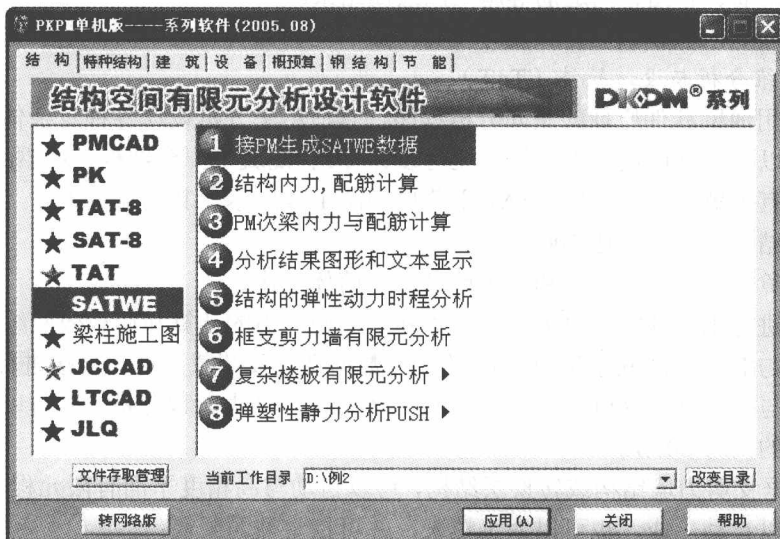 PKPM单机版----系列软件(2005.08)
结 构 特种结构 建 筑 设 备 概预算 钢 结 构 节 能
结构空间有限元分析设计软件 PKPM®系列
PMCAD
PK
TAT-8
SAT-8
TAT
SATWE
梁柱施工图
JCCAD
LTCAD
JLQ
1 接PM生成SATWE数据
2 结构内力,配筋计算
3 PM次梁内力与配筋计算
4 分析结果图形和文本显示
5 结构的弹性动力时程分析
6 框支剪力墙有限元分析
7 复杂楼板有限元分析
8 弹塑性静力分析PUSH
文件存取管理 当前工作目录 D:\例2 改变目录
转网络版 应用(A) 关闭 帮助